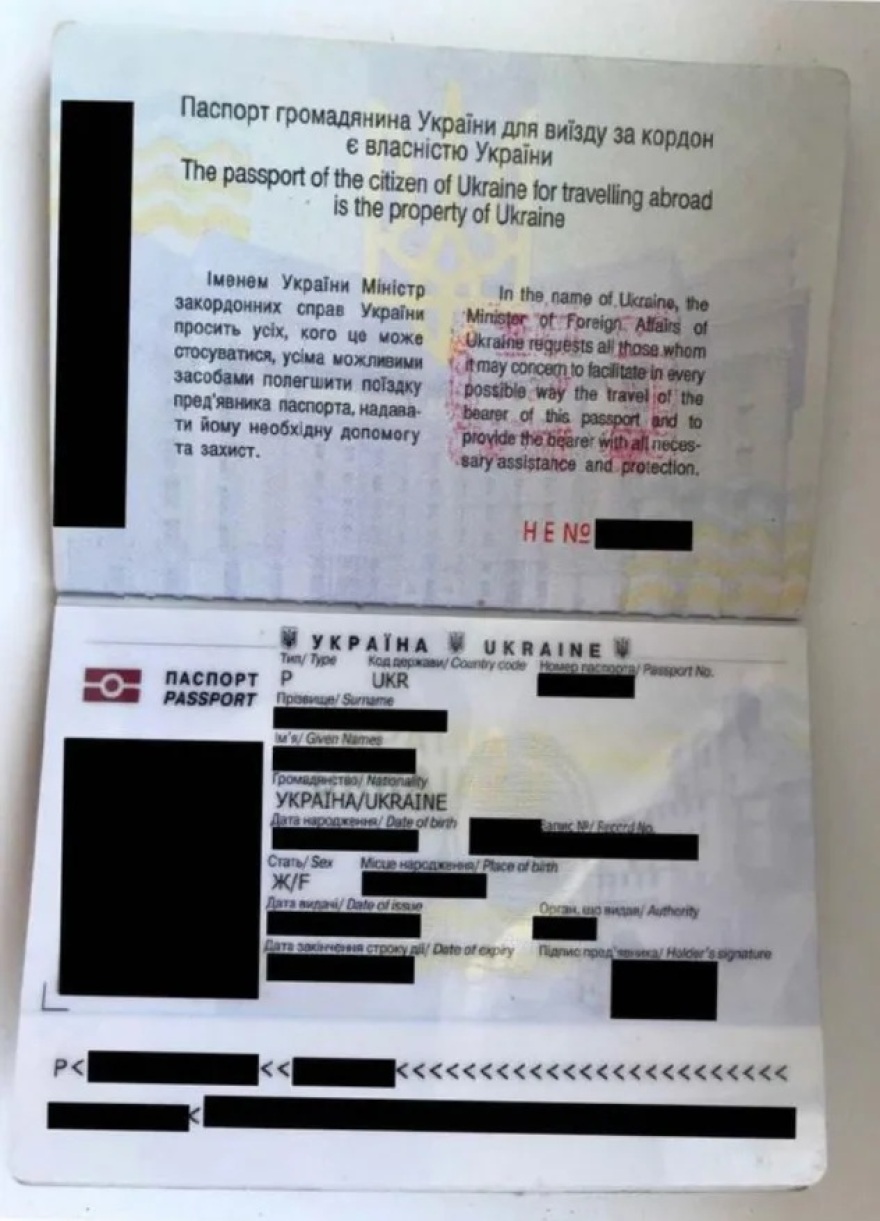 Паспорт громадянина України для виїзду за кордон
є власністю України
The passport of the citizen of Ukraine for travelling abroad
is the property of Ukraine
Іменем України Міністр
закордонних справ України
просить усіх, кого це може
стосуватися, усіма можливими
засобами полегшити поїздку
пред'явника паспорта, надава-
ти йому необхідну допомогу
та захист.
In the name of Ukraine, the
Minister of Foreign Affairs of
Ukraine requests all those whom
it may concern to facilitate in every
possible way the travel of the
bearer of this passport and to
provide the bearer with all neces-
sary assistance and protection.
НЕ №
УКРАЇНА UKRAINE
ПАСПОРТ
PASSPORT
Тип/ Type Код держави/ Country code Номер паспорта/ Passport No.
P UKR
Прізвище/ Surname
Ім'я/ Given Names
Громадянство/ Nationality
УКРАЇНА/UKRAINE
Дата народження/ Date of birth Запис №/ Record No.
Стать/ Sex Місце народження/ Place of birth
Ж/F
Дата видачі/ Date of issue Орган, що видав/ Authority
Дата закінчення строку дії/ Date of expiry Підпис пред'явника/ Holder's signature
P< << <<<<<<<<<<<<<<<<<<<<<<<<<<
<